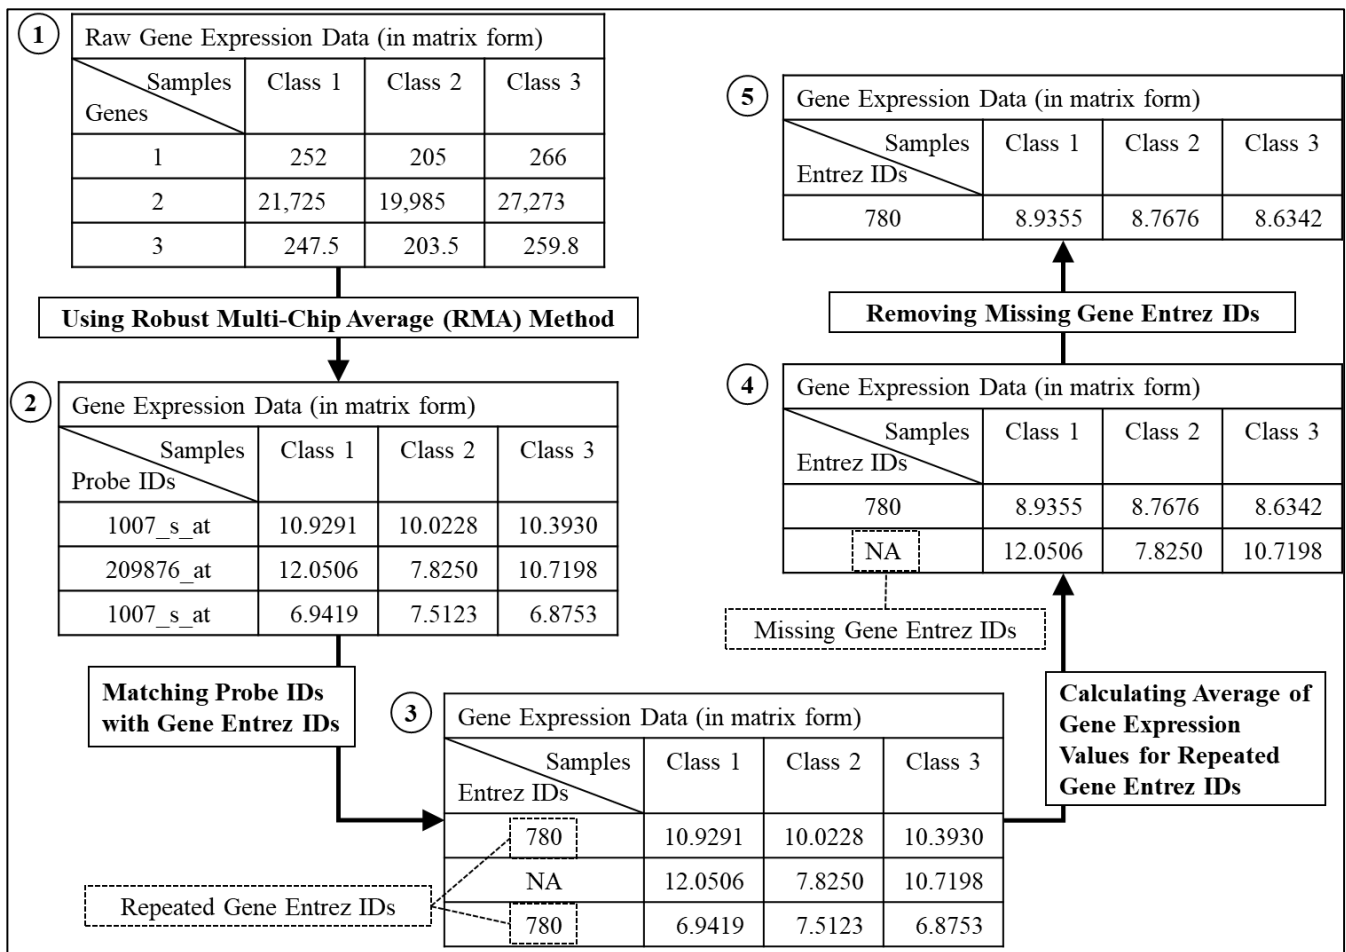 1
Raw Gene Expression Data (in matrix form)
Samples Class 1 Class 2 Class 3
Genes
1 252 205 266
2 21,725 19,985 27,273
3 247.5 203.5 259.8
Using Robust Multi-Chip Average (RMA) Method
2
Gene Expression Data (in matrix form)
Samples Class 1 Class 2 Class 3
Probe IDs
1007_s_at 10.9291 10.0228 10.3930
209876_at 12.0506 7.8250 10.7198
1007_s_at 6.9419 7.5123 6.8753
Matching Probe IDs
with Gene Entrez IDs
3
Gene Expression Data (in matrix form)
Samples Class 1 Class 2 Class 3
Entrez IDs
780 10.9291 10.0228 10.3930
NA 12.0506 7.8250 10.7198
780 6.9419 7.5123 6.8753
Repeated Gene Entrez IDs
Calculating Average of
Gene Expression
Values for Repeated
Gene Entrez IDs
4
Gene Expression Data (in matrix form)
Samples Class 1 Class 2 Class 3
Entrez IDs
780 8.9355 8.7676 8.6342
NA 12.0506 7.8250 10.7198
Missing Gene Entrez IDs
Removing Missing Gene Entrez IDs
5
Gene Expression Data (in matrix form)
Samples Class 1 Class 2 Class 3
Entrez IDs
780 8.9355 8.7676 8.6342